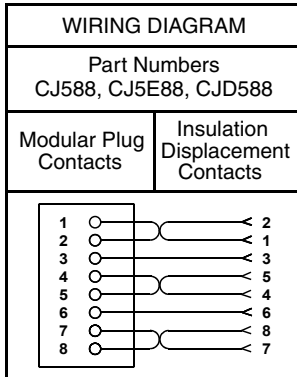 WIRING DIAGRAM
Part Numbers
CJ588, CJ5E88, CJD588
Modular Plug
Contacts
Insulation
Displacement
Contacts
1 2
2 1
3 3
4 5
5 4
6 6
7 8
8 7